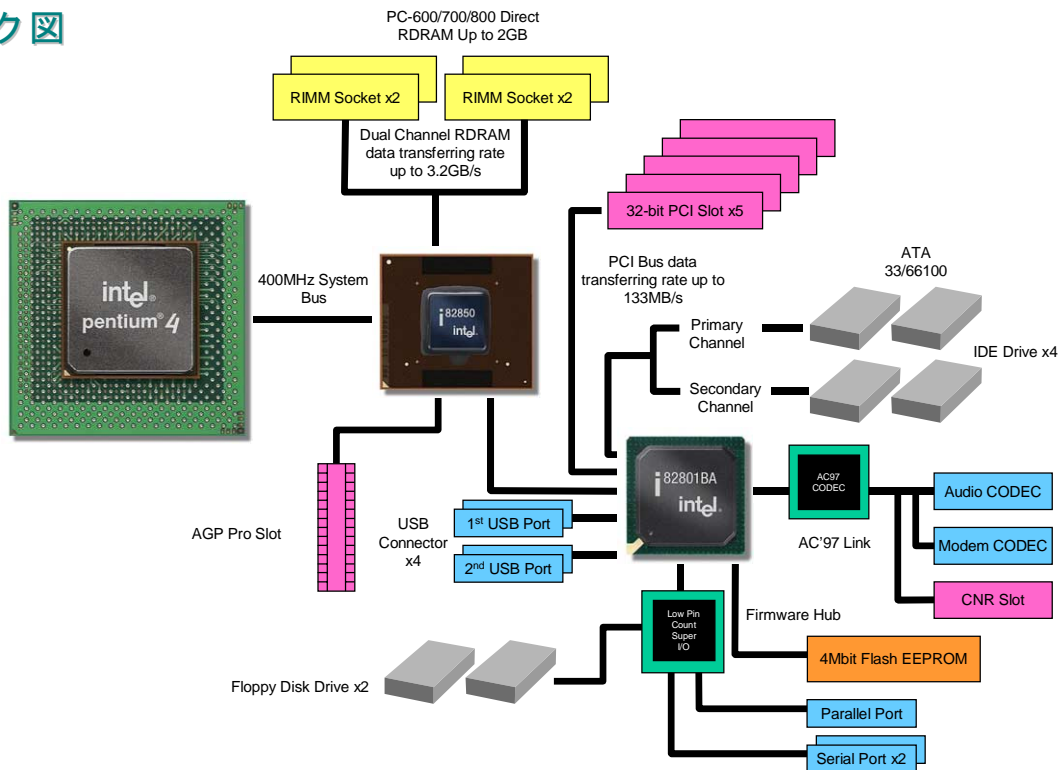 ク図
PC-600/700/800 Direct
RDRAM Up to 2GB
RIMM Socket x2
RIMM Socket x2
Dual Channel RDRAM
data transferring rate
up to 3.2GB/s
32-bit PCI Slot x5
intel®
pentium® 4
400MHz System
Bus
i 82850
intel®
PCI Bus data
transferring rate up to
133MB/s
ATA
33/66100
Primary
Channel
IDE Drive x4
Secondary
Channel
i 82801BA
intel®
AC97
CODEC
AC'97 Link
Audio CODEC
Modem CODEC
CNR Slot
AGP Pro Slot
USB
Connector
x4
1st USB Port
2nd USB Port
Low Pin
Count
Super
I/O
Firmware Hub
4Mbit Flash EEPROM
Floppy Disk Drive x2
Parallel Port
Serial Port x2